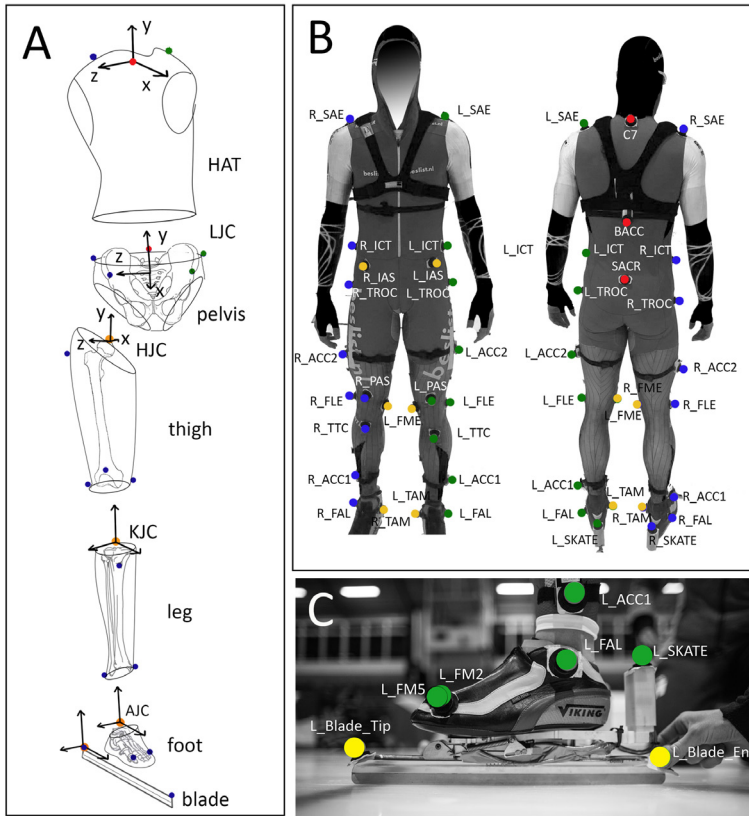 A
y
z
x
HAT
LJC
z
x
pelvis
y
z
x
HJC
thigh
KJC
leg
AJC
foot
blade
B
R_SAE
L_SAE
beslist.nl
R_ICT
L_ICT
R_IAS
L_IAS
R_TROC
L_TROC
beslist
R_ACC2
L_ACC2
R_PAS
L_PAS
R_FLE
L_FME
L_FLE
R_TTC
L_TTC
R_ACC1
L_ACC1
L_TAM
R_FAL
R_TAM
L_FAL
L_SAE
C7
R_SAE
BACC
L_ICT
L_ICT
R_ICT
SACR
L_TROC
R_TROC
L_ACC2
R_ACC2
R_FME
L_FLE
L_FME
R_FLE
L_ACC1
L_TAM
R_ACC1
L_FAL
R_TAM
R_FAL
L_SKATE
R_SKATE
C
L_ACC1
L_FAL
L_SKATE
L_FM2
L_FM5
VIKING
L_Blade_Tip
L_Blade_En